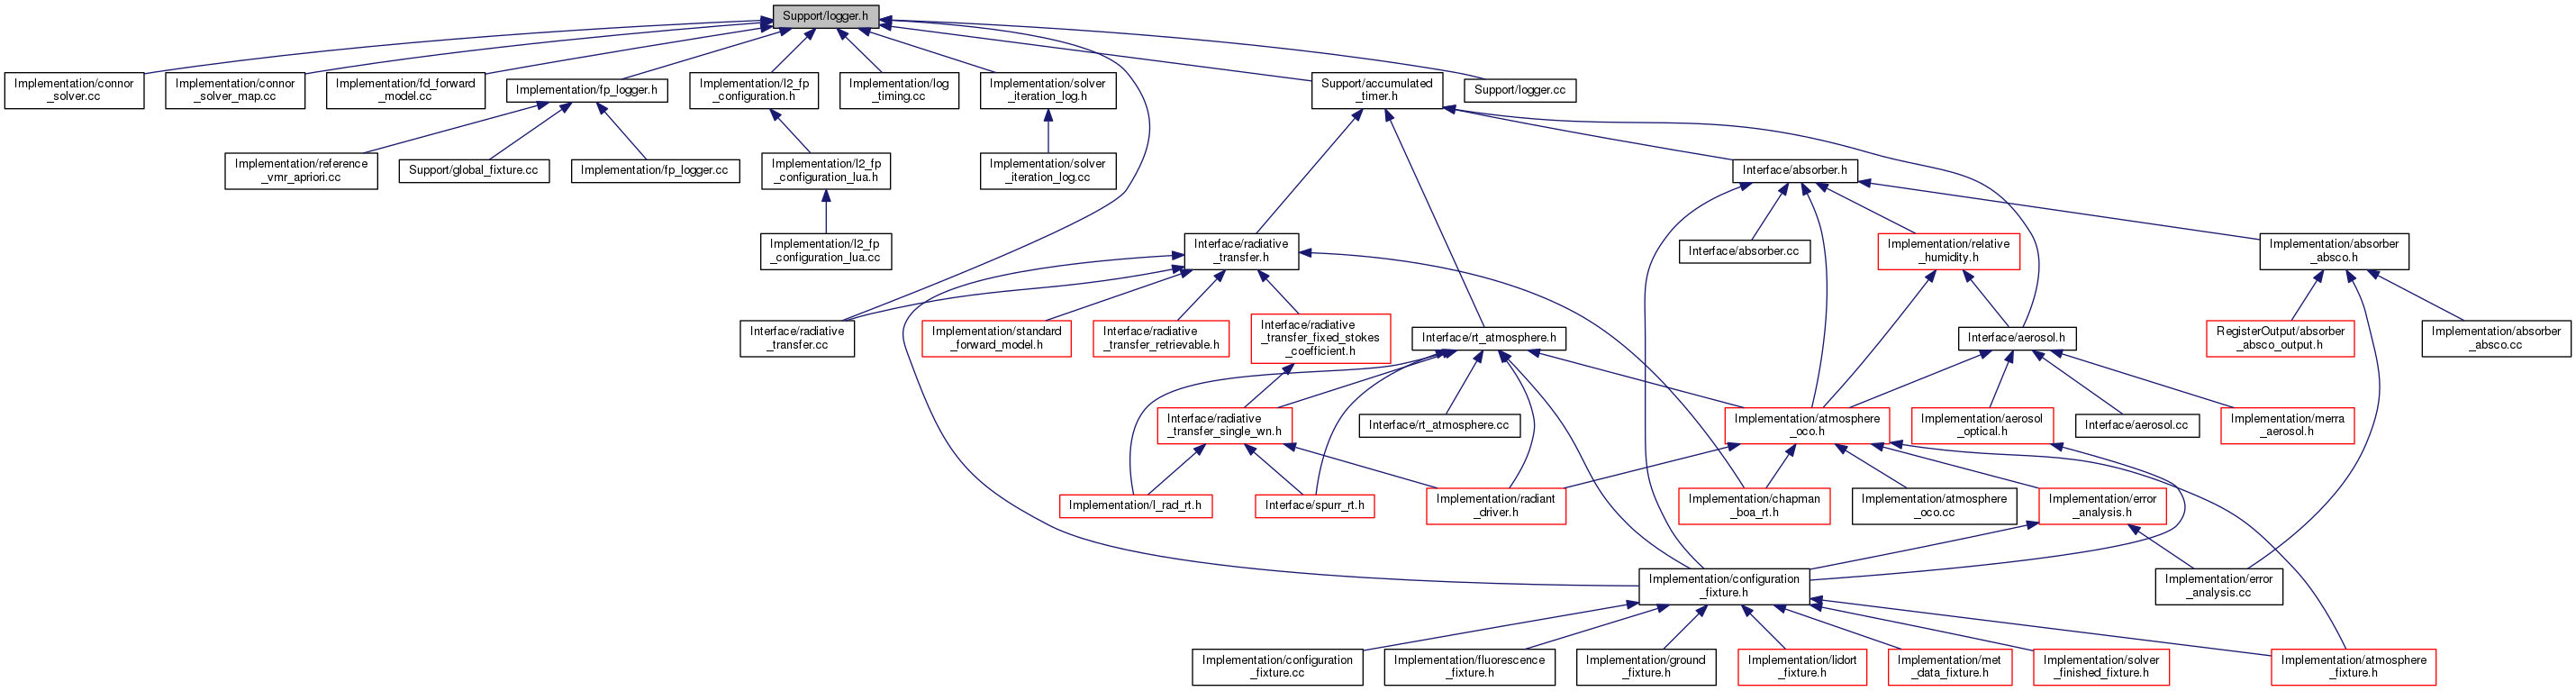 Support/logger.h
Implementation/connor
_solver.cc
Implementation/connor
_solver_map.cc
Implementation/fd_forward
_model.cc
Implementation/fp_logger.h
Implementation/l2_fp
_configuration.h
Implementation/log
_timing.cc
Implementation/solver
_iteration_log.h
Support/accumulated
_timer.h
Support/logger.cc
Implementation/reference
_vmr_apriori.cc
Support/global_fixture.cc
Implementation/fp_logger.cc
Implementation/l2_fp
_configuration_lua.h
Implementation/solver
_iteration_log.cc
Interface/absorber.h
Implementation/l2_fp
_configuration_lua.cc
Interface/radiative
_transfer.h
Interface/absorber.cc
Implementation/relative
_humidity.h
Implementation/absorber
_absco.h
Interface/radiative
_transfer.cc
Implementation/standard
_forward_model.h
Interface/radiative
_transfer_retrievable.h
Interface/radiative
_transfer_fixed_stokes
_coefficient.h
Interface/rt_atmosphere.h
Interface/aerosol.h
RegisterOutput/absorber
_absco_output.h
Implementation/absorber
_absco.cc
Interface/radiative
_transfer_single_wn.h
Interface/rt_atmosphere.cc
Implementation/atmosphere
_oco.h
Implementation/aerosol
_optical.h
Interface/aerosol.cc
Implementation/merra
_aerosol.h
Implementation/l_rad_rt.h
Interface/spurr_rt.h
Implementation/radiant
_driver.h
Implementation/chapman
_boa_rt.h
Implementation/atmosphere
_oco.cc
Implementation/error
_analysis.h
Implementation/configuration
_fixture.h
Implementation/error
_analysis.cc
Implementation/configuration
_fixture.cc
Implementation/fluorescence
_fixture.h
Implementation/ground
_fixture.h
Implementation/lidort
_fixture.h
Implementation/met
_data_fixture.h
Implementation/solver
_finished_fixture.h
Implementation/atmosphere
_fixture.h